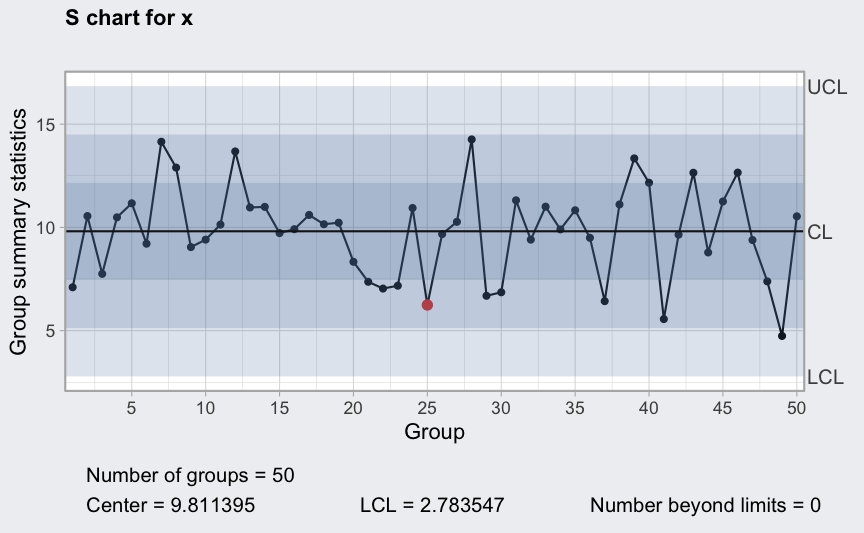 S chart for x
UCL
15
10
CL
5
LCL
Group summary statistics
5 10 15 20 25 30 35 40 45 50
Group
Number of groups = 50
Center = 9.811395 LCL = 2.783547 Number beyond limits = 0